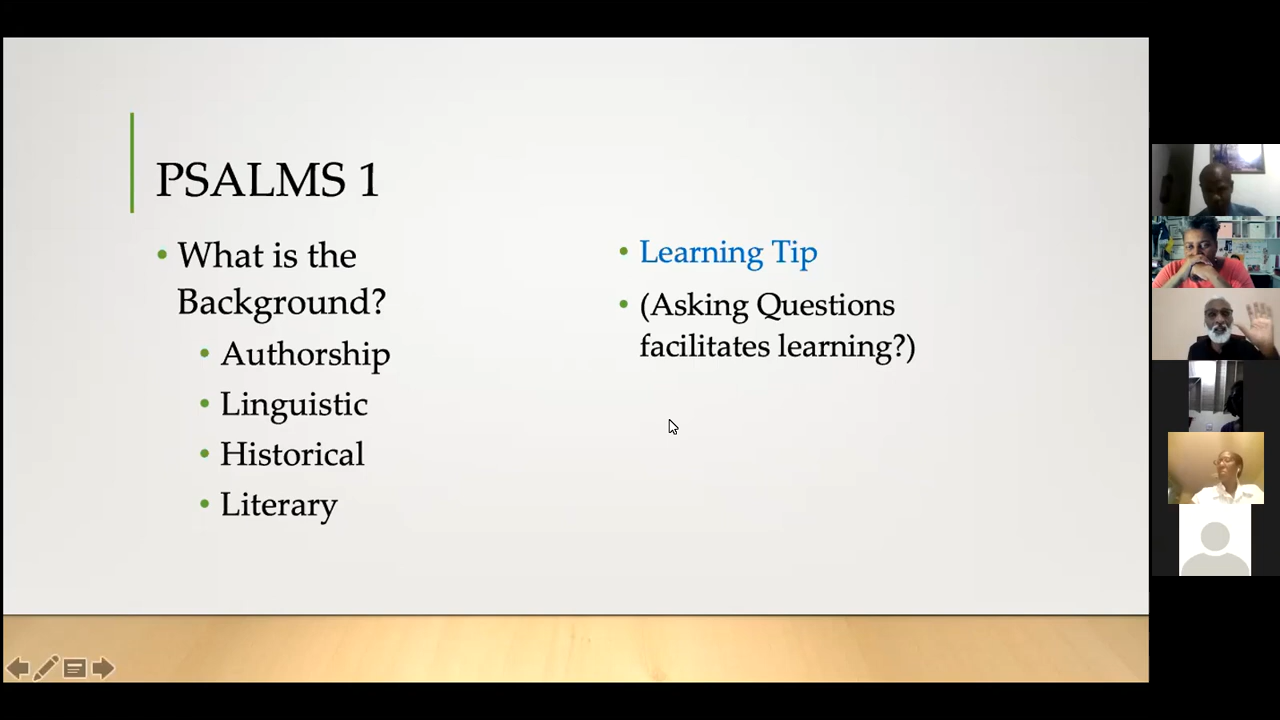 PSALMS 1
• What is the
Background?
• Authorship
• Linguistic
• Historical
• Literary
• Learning Tip
• (Asking Questions
facilitates learning?)